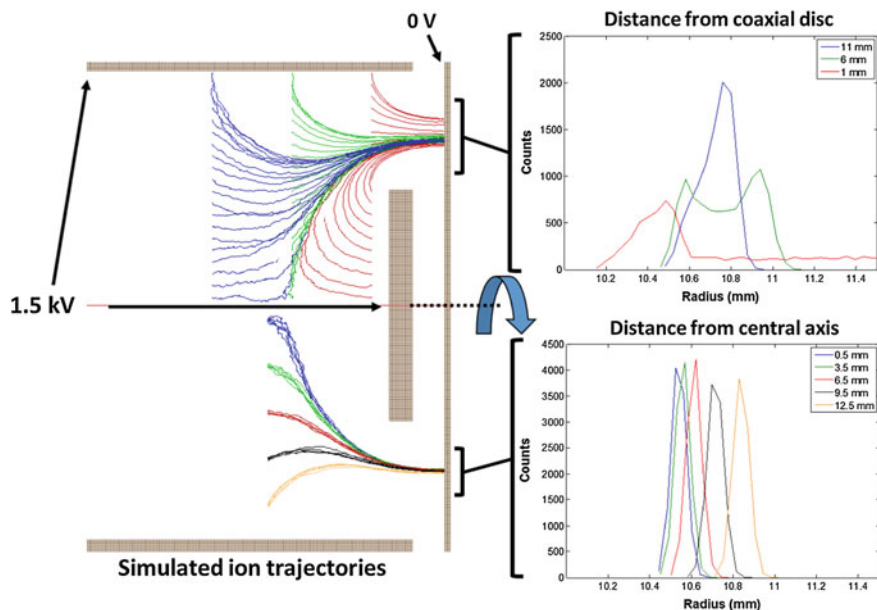 0 V
1.5 kV
Simulated ion trajectories
Distance from coaxial disc
11 mm
6 mm
1 mm
2500
2000
1500
1000
500
0
Counts
10.2 10.4 10.6 10.8 11 11.2 11.4
Radius (mm)
Distance from central axis
0.5 mm
3.5 mm
6.5 mm
9.5 mm
12.5 mm
4500
4000
3500
3000
2500
2000
1500
1000
500
0
Counts
10.2 10.4 10.6 10.8 11 11.2 11.4
Radius (mm)